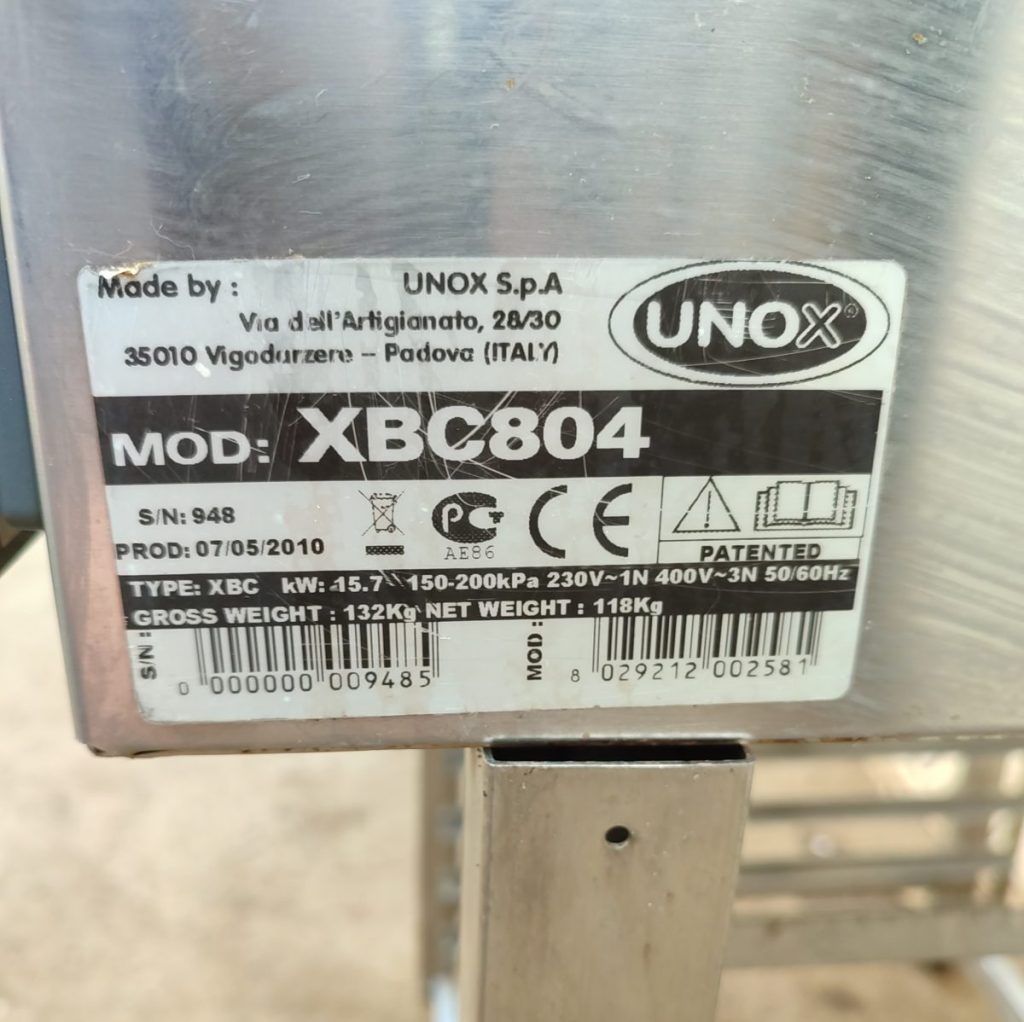 Made by : UNOX S.p.A
Via dell'Artigianato, 28/30
35010 Vigodarzere – Padova (ITALY)
UNOX®
MOD: XBC804
S/N: 948
PROD: 07/05/2010
AE86
PATENTED
TYPE: XBC kW: 15.7 150-200kPa 230V~1N 400V~3N 50/60Hz
GROSS WEIGHT : 132Kg NET WEIGHT : 118Kg
S/N :
0 000000 009485
MOD :
8 029212 002581